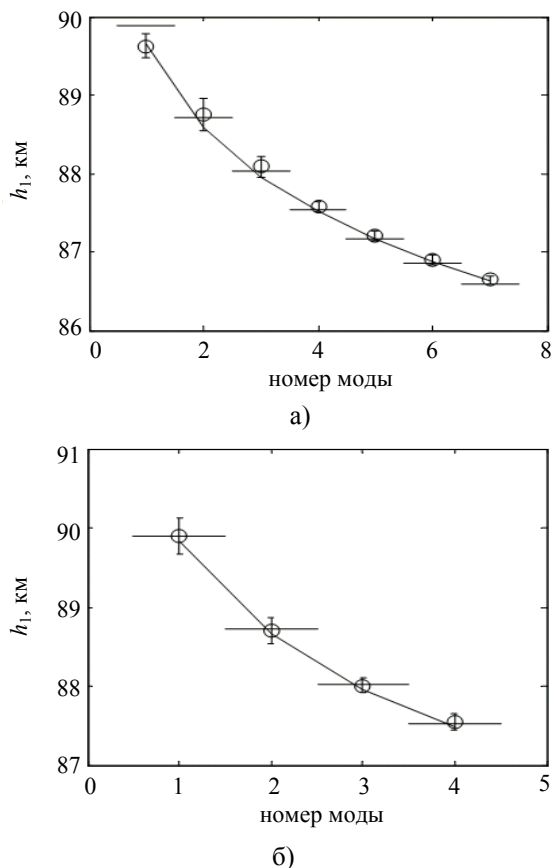 90
89
88
87
86
h₁, км
0 2 4 6 8
номер моды
а)
91
90
89
88
87
h₁, км
0 1 2 3 4 5
номер моды
б)